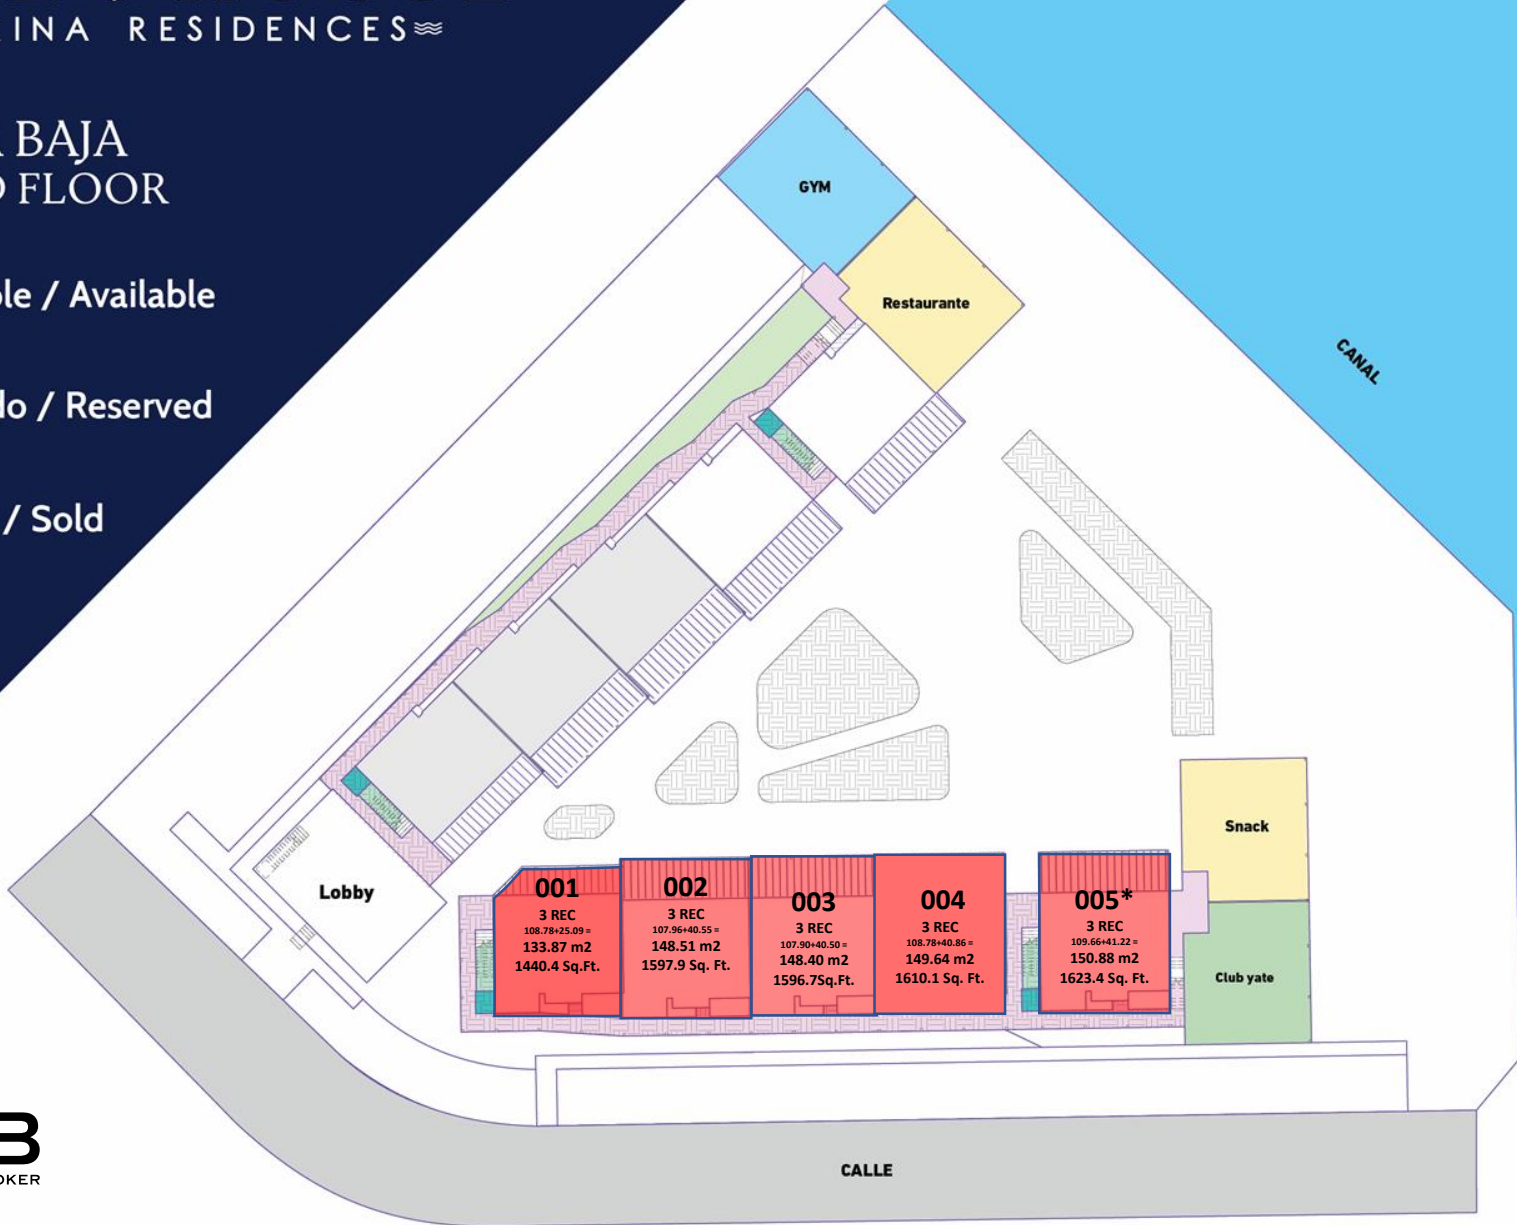 INA RESIDENCES
BAJA
FLOOR
/ Available
/ Reserved
/ Sold
GYM
Restaurante
CANAL
Snack
Club yate
Lobby
001
3 REC
108.78+25.09 =
133.87 m2
1440.4 Sq.Ft.
002
3 REC
107.96+40.55 =
148.51 m2
1597.9 Sq. Ft.
003
3 REC
107.90+40.50 =
148.40 m2
1596.7Sq.Ft.
004
3 REC
108.78+40.86 =
149.64 m2
1610.1 Sq. Ft.
005*
3 REC
109.66+41.22 =
150.88 m2
1623.4 Sq. Ft.
B
OKER
CALLE